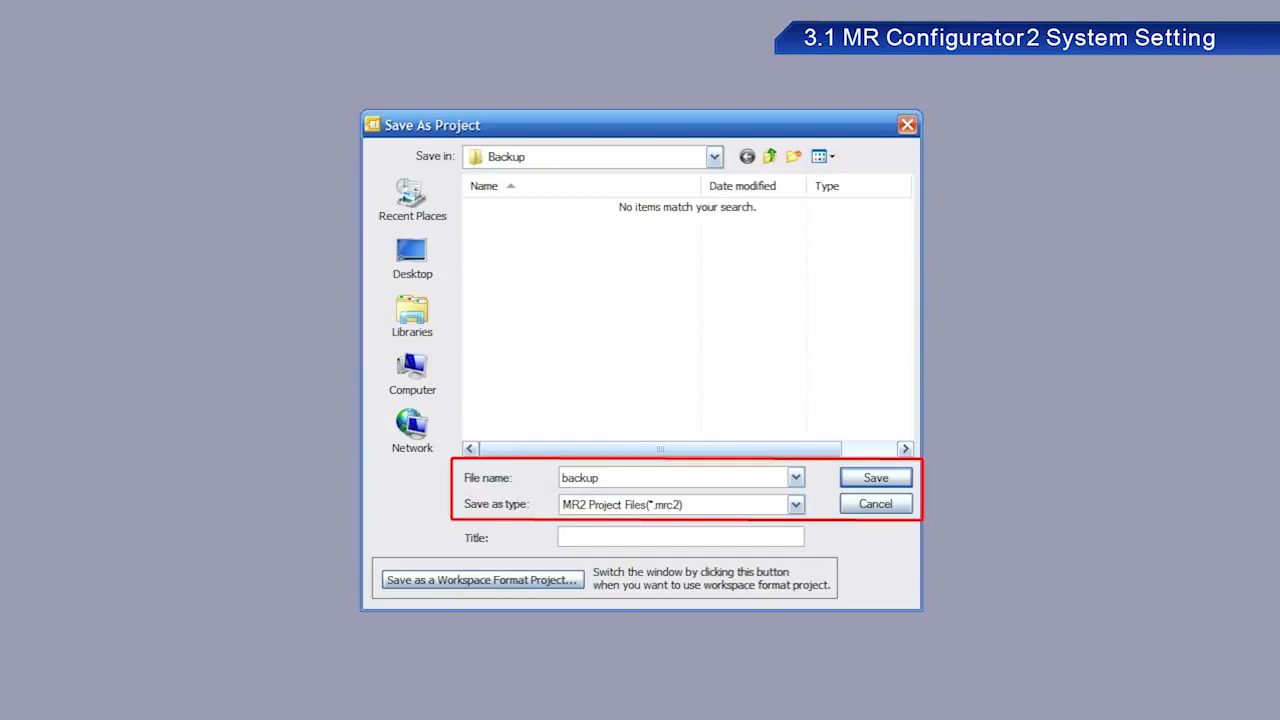 3.1 MR Configurator2 System Setting
Save As Project
Save in: Backup
Name Date modified Type
No items match your search.
Recent Places
Desktop
Libraries
Computer
Network
File name: backup Save
Save as type: MR2 Project Files(*.mrc2) Cancel
Title:
Save as a Workspace Format Project...
Switch the window by clicking this button
when you want to use workspace format project.